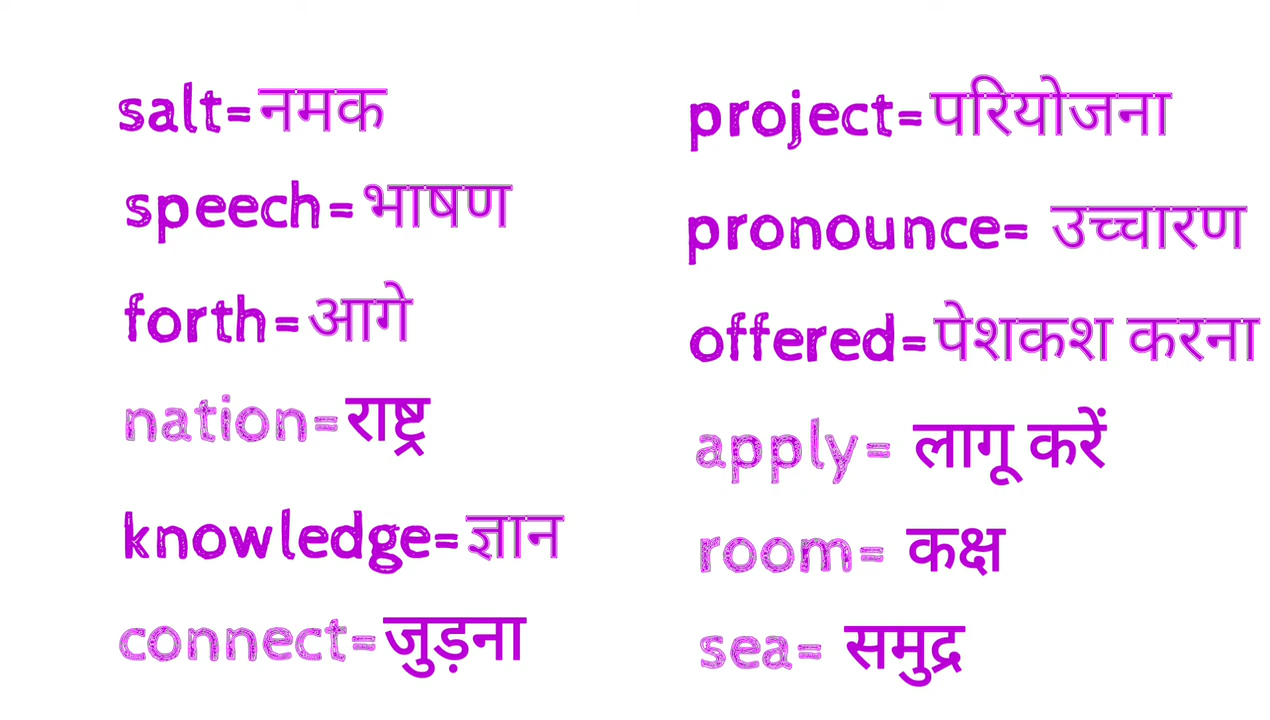 salt=नमक
speech=भाषण
forth=आगे
nation=राष्ट्र
knowledge=ज्ञान
connect=जुड़ना
project=परियोजना
pronounce= उच्चारण
offered=पेशकश करना
apply= लागू करें
room= कक्ष
sea= समुद्र